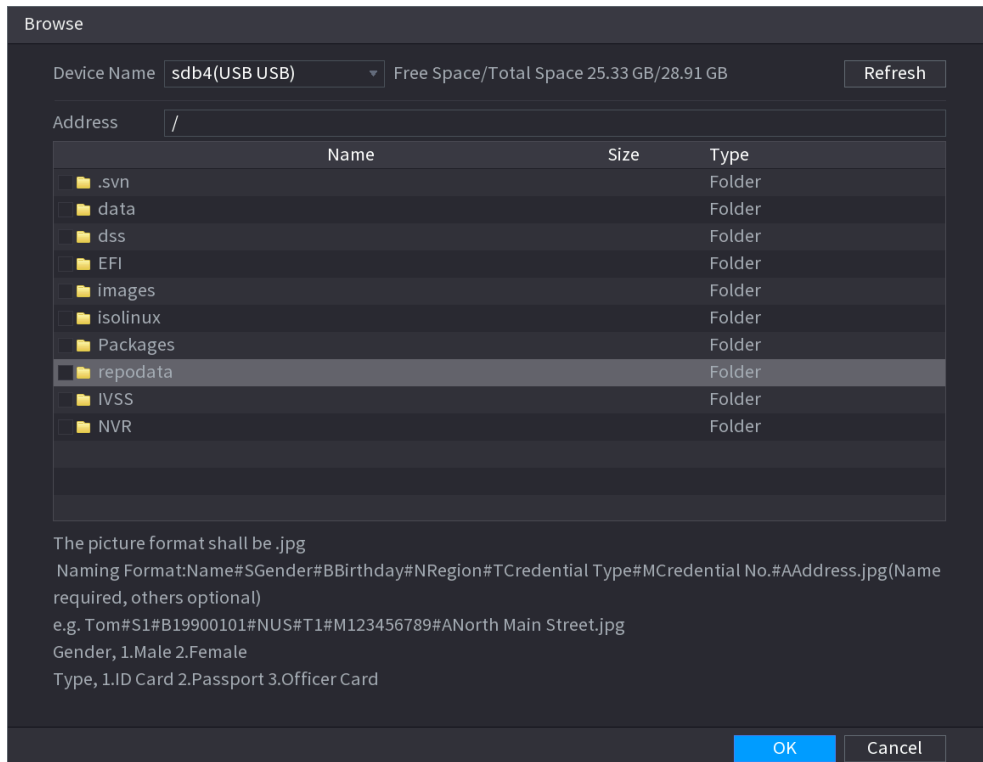 Browse
Device Name sdb4(USB USB) Free Space/Total Space 25.33 GB/28.91 GB Refresh
Address /
Name Size Type
.svn Folder
data Folder
dss Folder
EFI Folder
images Folder
isolinux Folder
Packages Folder
repodata Folder
IVSS Folder
NVR Folder
The picture format shall be .jpg
Naming Format:Name#SGender#BBirthday#NRegion#TCredential Type#MCredential No.#AAddress.jpg(Name
required, others optional)
e.g. Tom#S1#B19900101#NUS#T1#M123456789#ANorth Main Street.jpg
Gender, 1.Male 2.Female
Type, 1.ID Card 2.Passport 3.Officer Card
OK Cancel